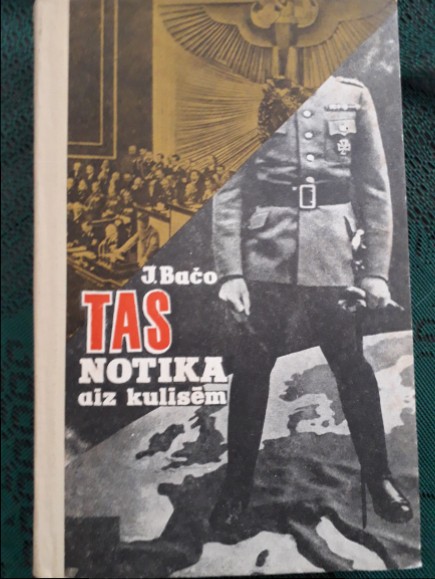 J. Bačo
TAS
NOTIKA
aiz kulisēm